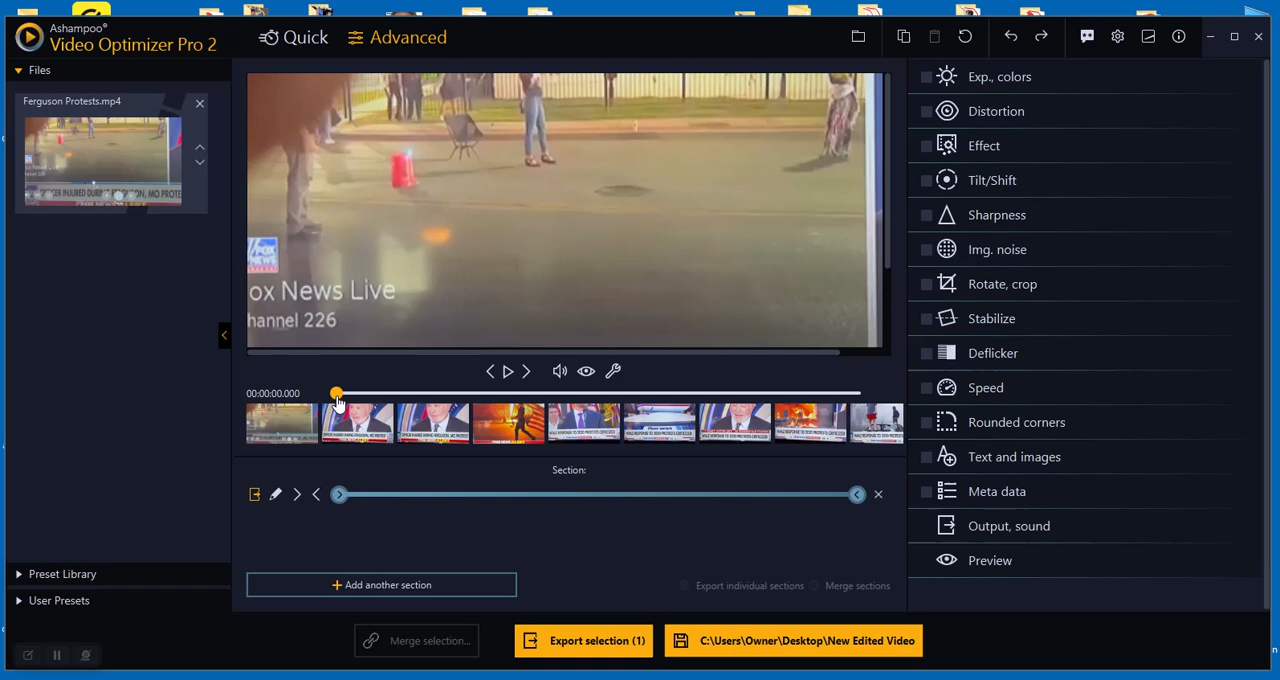 Ashampoo®
Video Optimizer Pro 2
Quick
Advanced
Files
Ferguson Protests.mp4
FOX
NEWS
ox News Live
hannel 226
00:00:00.000
Section:
Add another section
Export individual sections
Merge sections
Preset Library
User Presets
Merge selection...
Export selection (1)
C:\Users\Owner\Desktop\New Edited Video
Exp., colors
Distortion
Effect
Tilt/Shift
Sharpness
Img. noise
Rotate, crop
Stabilize
Deflicker
Speed
Rounded corners
Text and images
Meta data
Output, sound
Preview